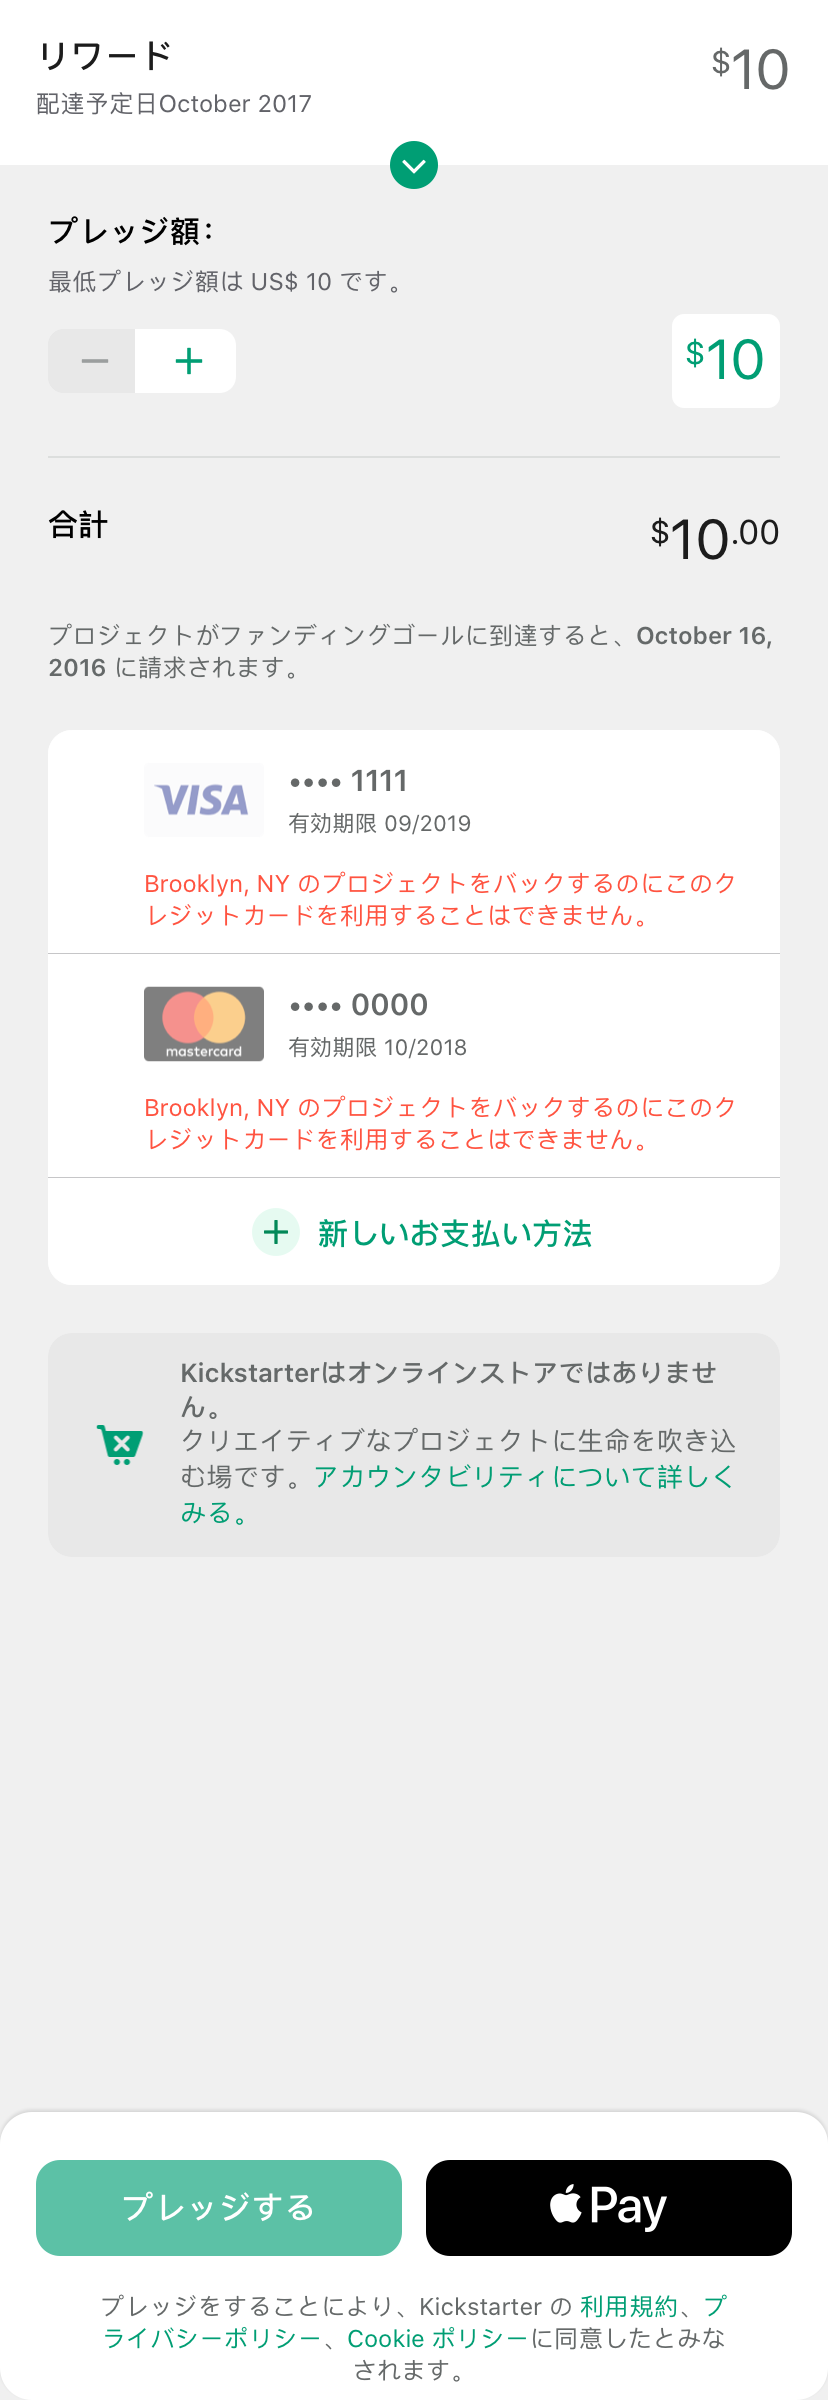 リワード
$10
配達予定日October 2017
プレッジ額：
最低プレッジ額は US$ 10 です。
− +
$10
合計
$10.00
プロジェクトがファンディングゴールに到達すると、October 16,
2016 に請求されます。
VISA
•••• 1111
有効期限 09/2019
Brooklyn, NY のプロジェクトをバックするのにこのク
レジットカードを利用することはできません。
mastercard
•••• 0000
有効期限 10/2018
Brooklyn, NY のプロジェクトをバックするのにこのク
レジットカードを利用することはできません。
+ 新しいお支払い方法
Kickstarterはオンラインストアではありませ
ん。
クリエイティブなプロジェクトに生命を吹き込
む場です。アカウンタビリティについて詳しく
みる。
プレッジする
Pay
プレッジをすることにより、Kickstarter の 利用規約、プ
ライバシーポリシー、Cookie ポリシーに同意したとみな
されます。